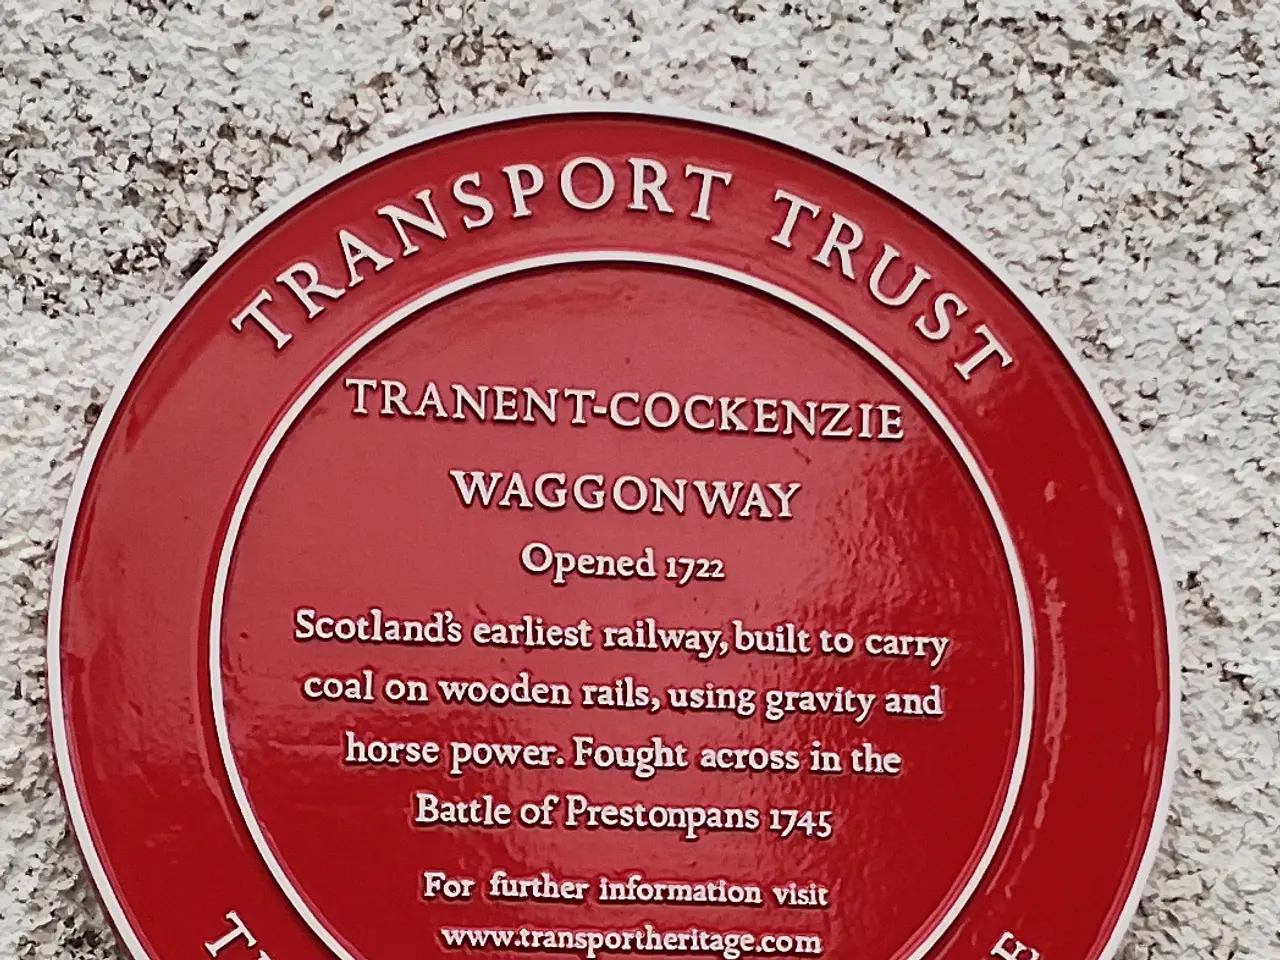 TRANSPORT TRUST
TRANENT-COCKENZIE
WAGGONWAY
Opened 1722
Scotland's earliest railway, built to carry
coal on wooden rails, using gravity and
horse power. Fought across in the
Battle of Prestonpans 1745
For further information visit
www.transportheritage.com